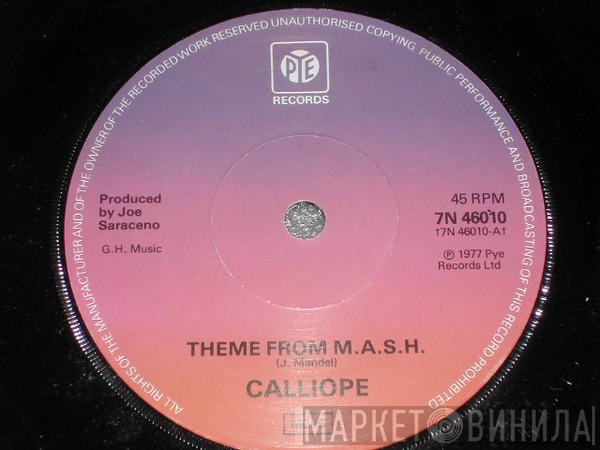 ALL RIGHTS OF THE MANUFACTURER AND OF THE OWNER OF THE RECORDED WORK RESERVED UNAUTHORISED COPYING PUBLIC PERFORMANCE AND BROADCASTING OF THIS RECORD PROHIBITED
PYE
RECORDS
Produced
by Joe
Saraceno
G.H. Music
45 RPM
7N 46010
†7N 46010-A†
℗ 1977 Pye
Records Ltd
THEME FROM M.A.S.H.
(J. Mandel)
CALLIOPE
МАРКЕТ ВИНИЛА